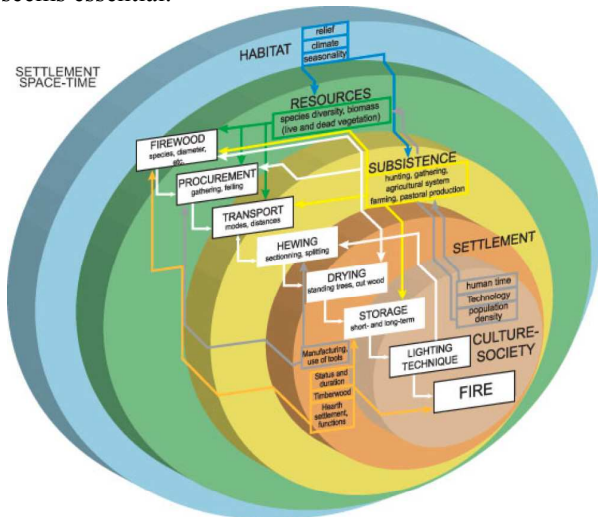 seems essential.
HABITAT
relief
climate
seasonality
SETTLEMENT
SPACE-TIME
RESOURCES
species diversity, biomass
(live and dead vegetation)
FIREWOOD
species, diameter,
etc.
PROCUREMENT
gathering, felling
TRANSPORT
modes, distances
SUBSISTENCE
hunting, gathering,
agricultural system
farming, pastoral production
HEWING
sectionning, splitting
DRYING
standing trees, cut wood
STORAGE
short- and long-term
SETTLEMENT
human time
Technology
population
density
CULTURE-
SOCIETY
LIGHTING
TECHNIQUE
FIRE
Manufacturing,
use of tools
Status and
duration
Timberwood
Hearth
settlement,
functions